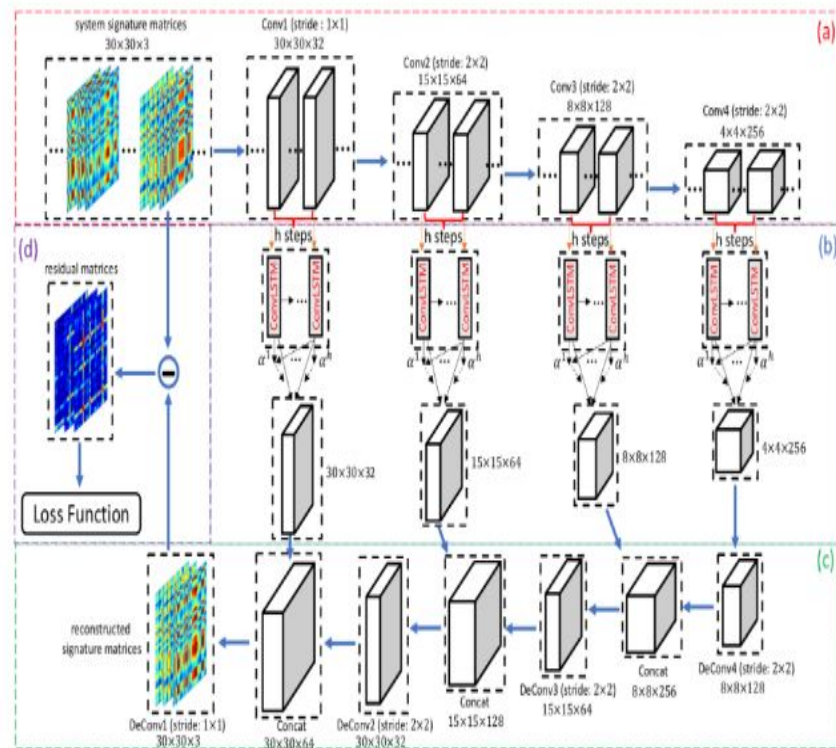 system signature matrices
30×30×3
Conv1 (stride : 1×1)
30×30×32
Conv2 (stride: 2×2)
15×15×64
Conv3 (stride: 2×2)
8×8×128
Conv4 (stride: 2×2)
4×4×256
(a)
h steps
h steps
h steps
h steps
(d)
(b)
residual matrices
ConvLSTM
ConvLSTM
ConvLSTM
ConvLSTM
ConvLSTM
ConvLSTM
ConvLSTM
ConvLSTM
α¹ ... αʰ
α¹ ... αʰ
α¹ ... αʰ
α¹ ... αʰ
30×30×32
15×15×64
8×8×128
4×4×256
Loss Function
(c)
reconstructed
signature matrices
DeConv1 (stride: 1×1)
30×30×3
Concat
30×30×64
DeConv2 (stride: 2×2)
30×30×32
Concat
15×15×128
DeConv3 (stride: 2×2)
15×15×64
Concat
8×8×256
DeConv4 (stride: 2×2)
8×8×128